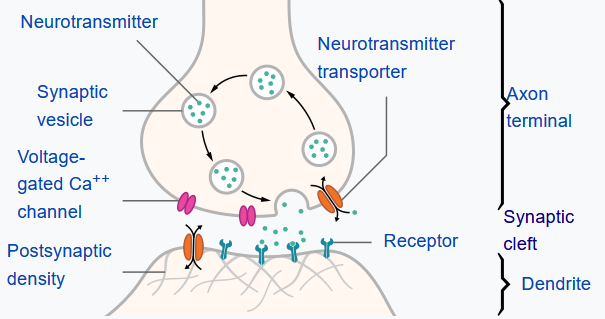 Neurotransmitter
Synaptic
vesicle
Voltage-
gated Ca++
channel
Postsynaptic
density
Neurotransmitter
transporter
Receptor
Axon
terminal
Synaptic
cleft
Dendrite